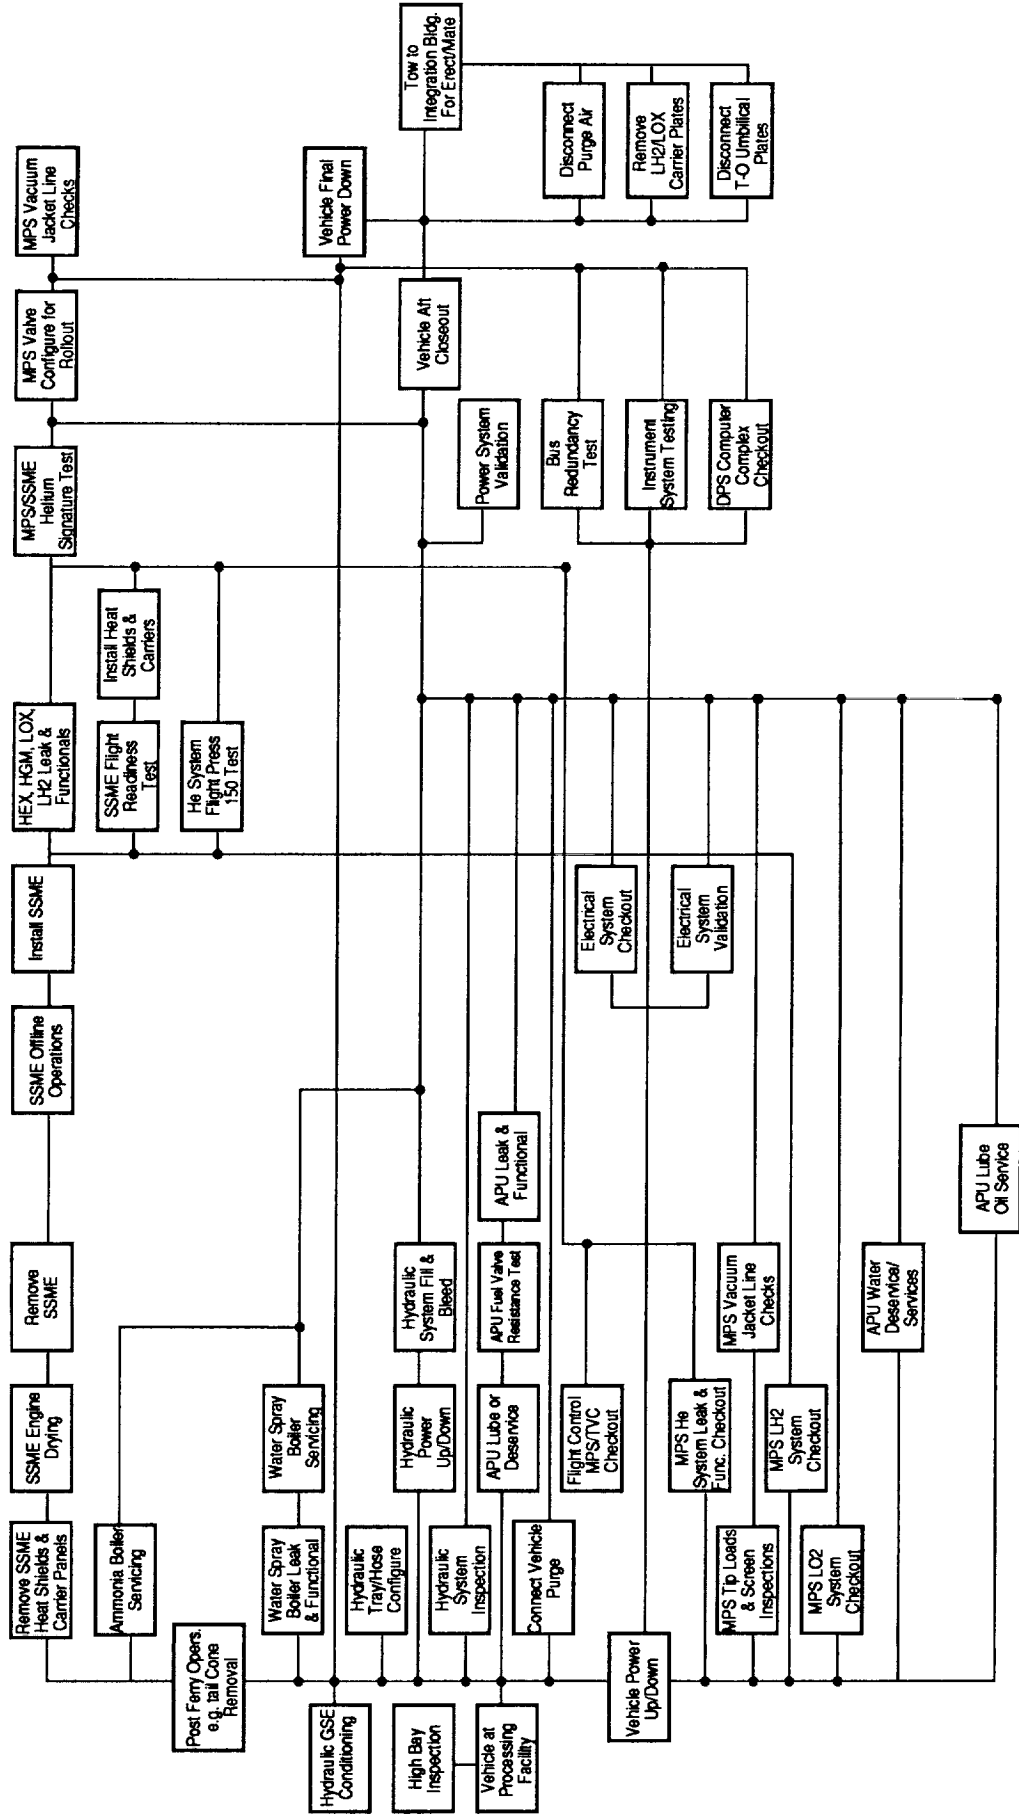 Remove SSME
Heat Shields &
Carrier Panels
SSME Engine
Drying
Remove
SSME
SSME Offline
Operations
Install SSME
HEX, HGM, LOX,
LH2 Leak &
Functionals
MPS/SSME
Helium
Signature Test
MPS Valve
Configure for
Rollout
MPS Vacuum
Jacket Line
Checks
Ammonia Boiler
Servicing
SSME Flight
Readiness
Test
Install Heat
Shields &
Carriers
Post Ferry Opers.
e.g. tail Cone
Removal
He System
Flight Press
150 Test
Water Spray
Boiler Leak
& Functional
Water Spray
Boiler
Servicing
Hydraulic GSE
Conditioning
Vehicle Final
Power Down
Hydraulic
Tray/Hose
Configure
High Bay
Inspection
Hydraulic
Power
Up/Down
Hydraulic
System Fill &
Bleed
Vehicle Aft
Closeout
Tow to
Integration Bldg.
For Erect/Mate
Hydraulic
System
Inspection
Power System
Validation
Vehicle at
Processing
Facility
APU Lube or
Deservice
APU Fuel Valve
Resistance Test
APU Leak &
Functional
Connect Vehicle
Purge
Flight Control
MPS/TVC
Checkout
Bus
Redundancy
Test
Disconnect
Purge Air
Electrical
System
Checkout
Vehicle Power
Up/Down
Instrument
System Testing
Remove
LH2/LOX
Carrier Plates
MPS He
System Leak &
Func. Checkout
Electrical
System
Validation
DPS Computer
Complex
Checkout
Disconnect
T-O Umbilical
Plates
MPS Tip Loads
& Screen
Inspections
MPS Vacuum
Jacket Line
Checks
MPS LH2
System
Checkout
MPS LO2
System
Checkout
APU Water
Deservice/
Services
APU Lube
Oil Service